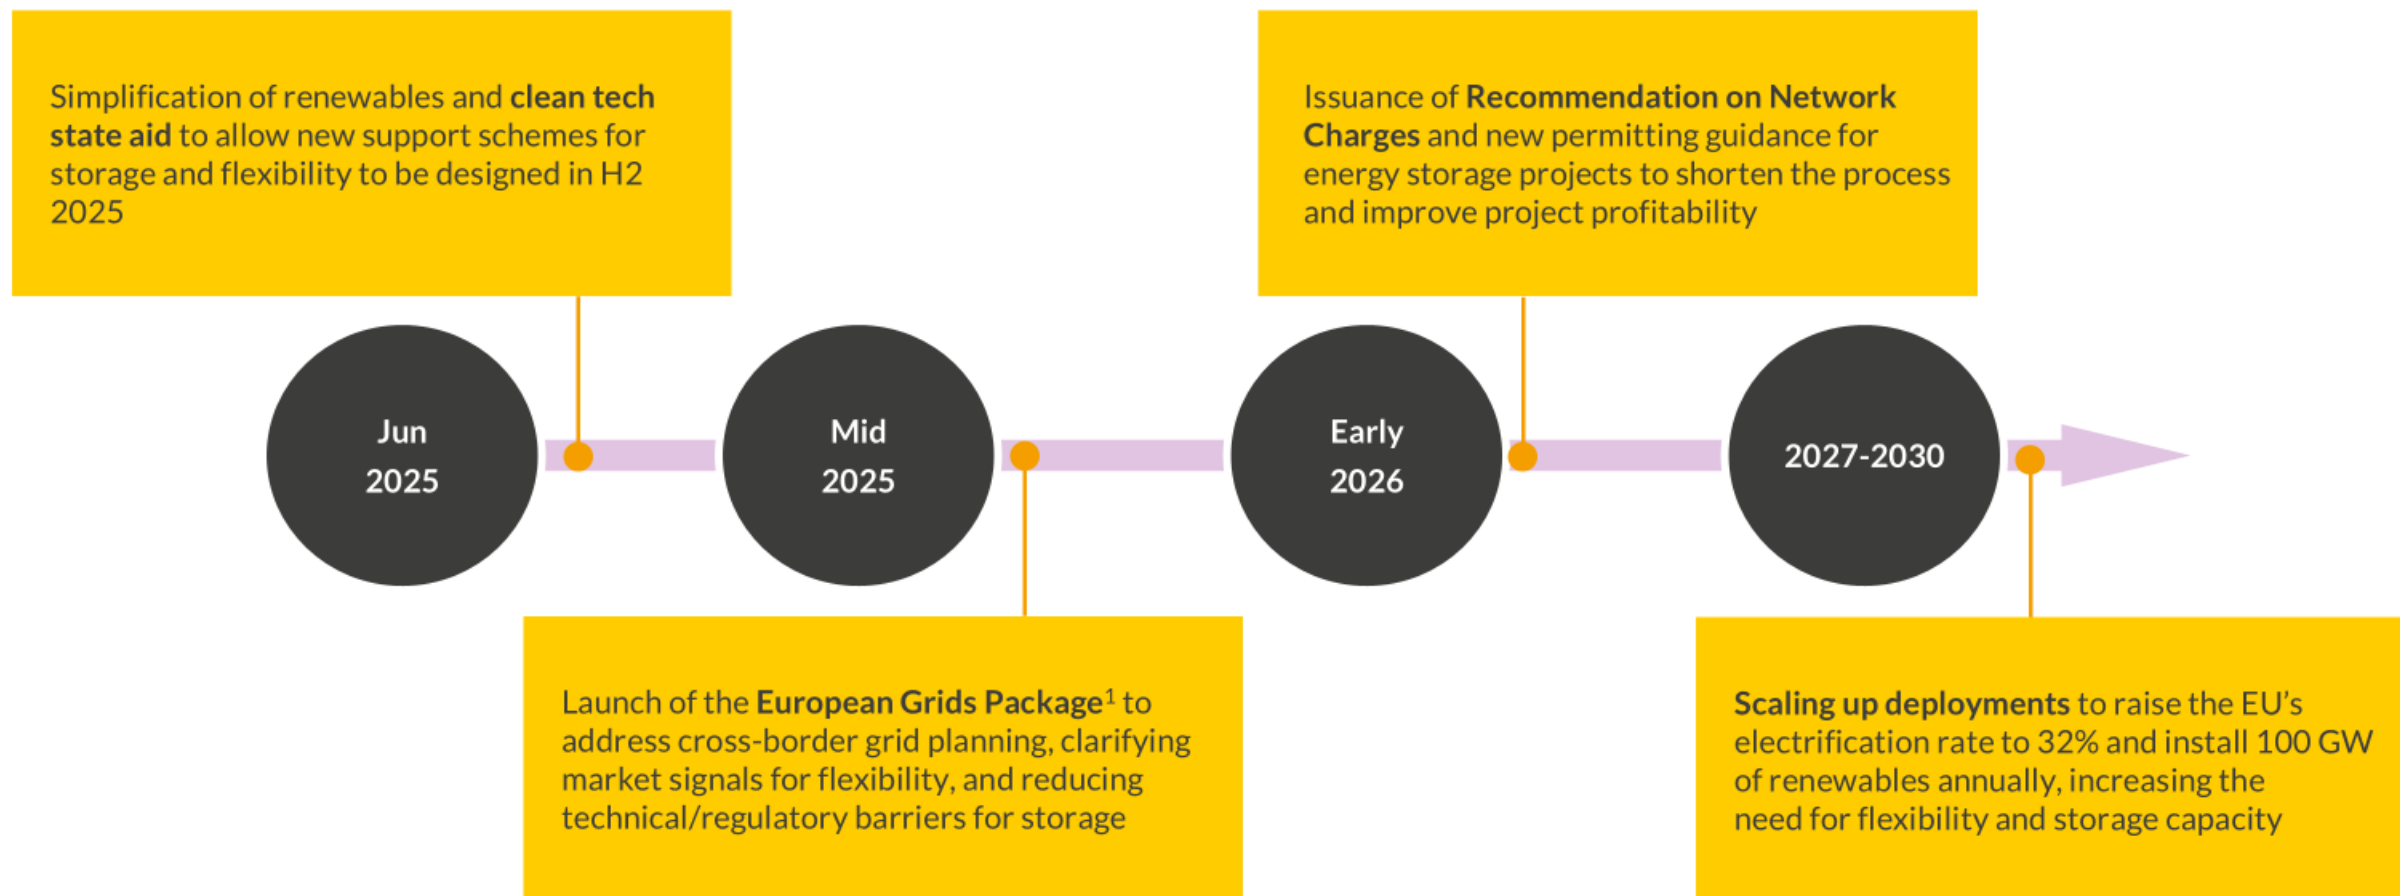 Simplification of renewables and clean tech
state aid to allow new support schemes for
storage and flexibility to be designed in H2
2025
Issuance of Recommendation on Network
Charges and new permitting guidance for
energy storage projects to shorten the process
and improve project profitability
Jun
2025
Mid
2025
Early
2026
2027-2030
Launch of the European Grids Package¹ to
address cross-border grid planning, clarifying
market signals for flexibility, and reducing
technical/regulatory barriers for storage
Scaling up deployments to raise the EU’s
electrification rate to 32% and install 100 GW
of renewables annually, increasing the
need for flexibility and storage capacity